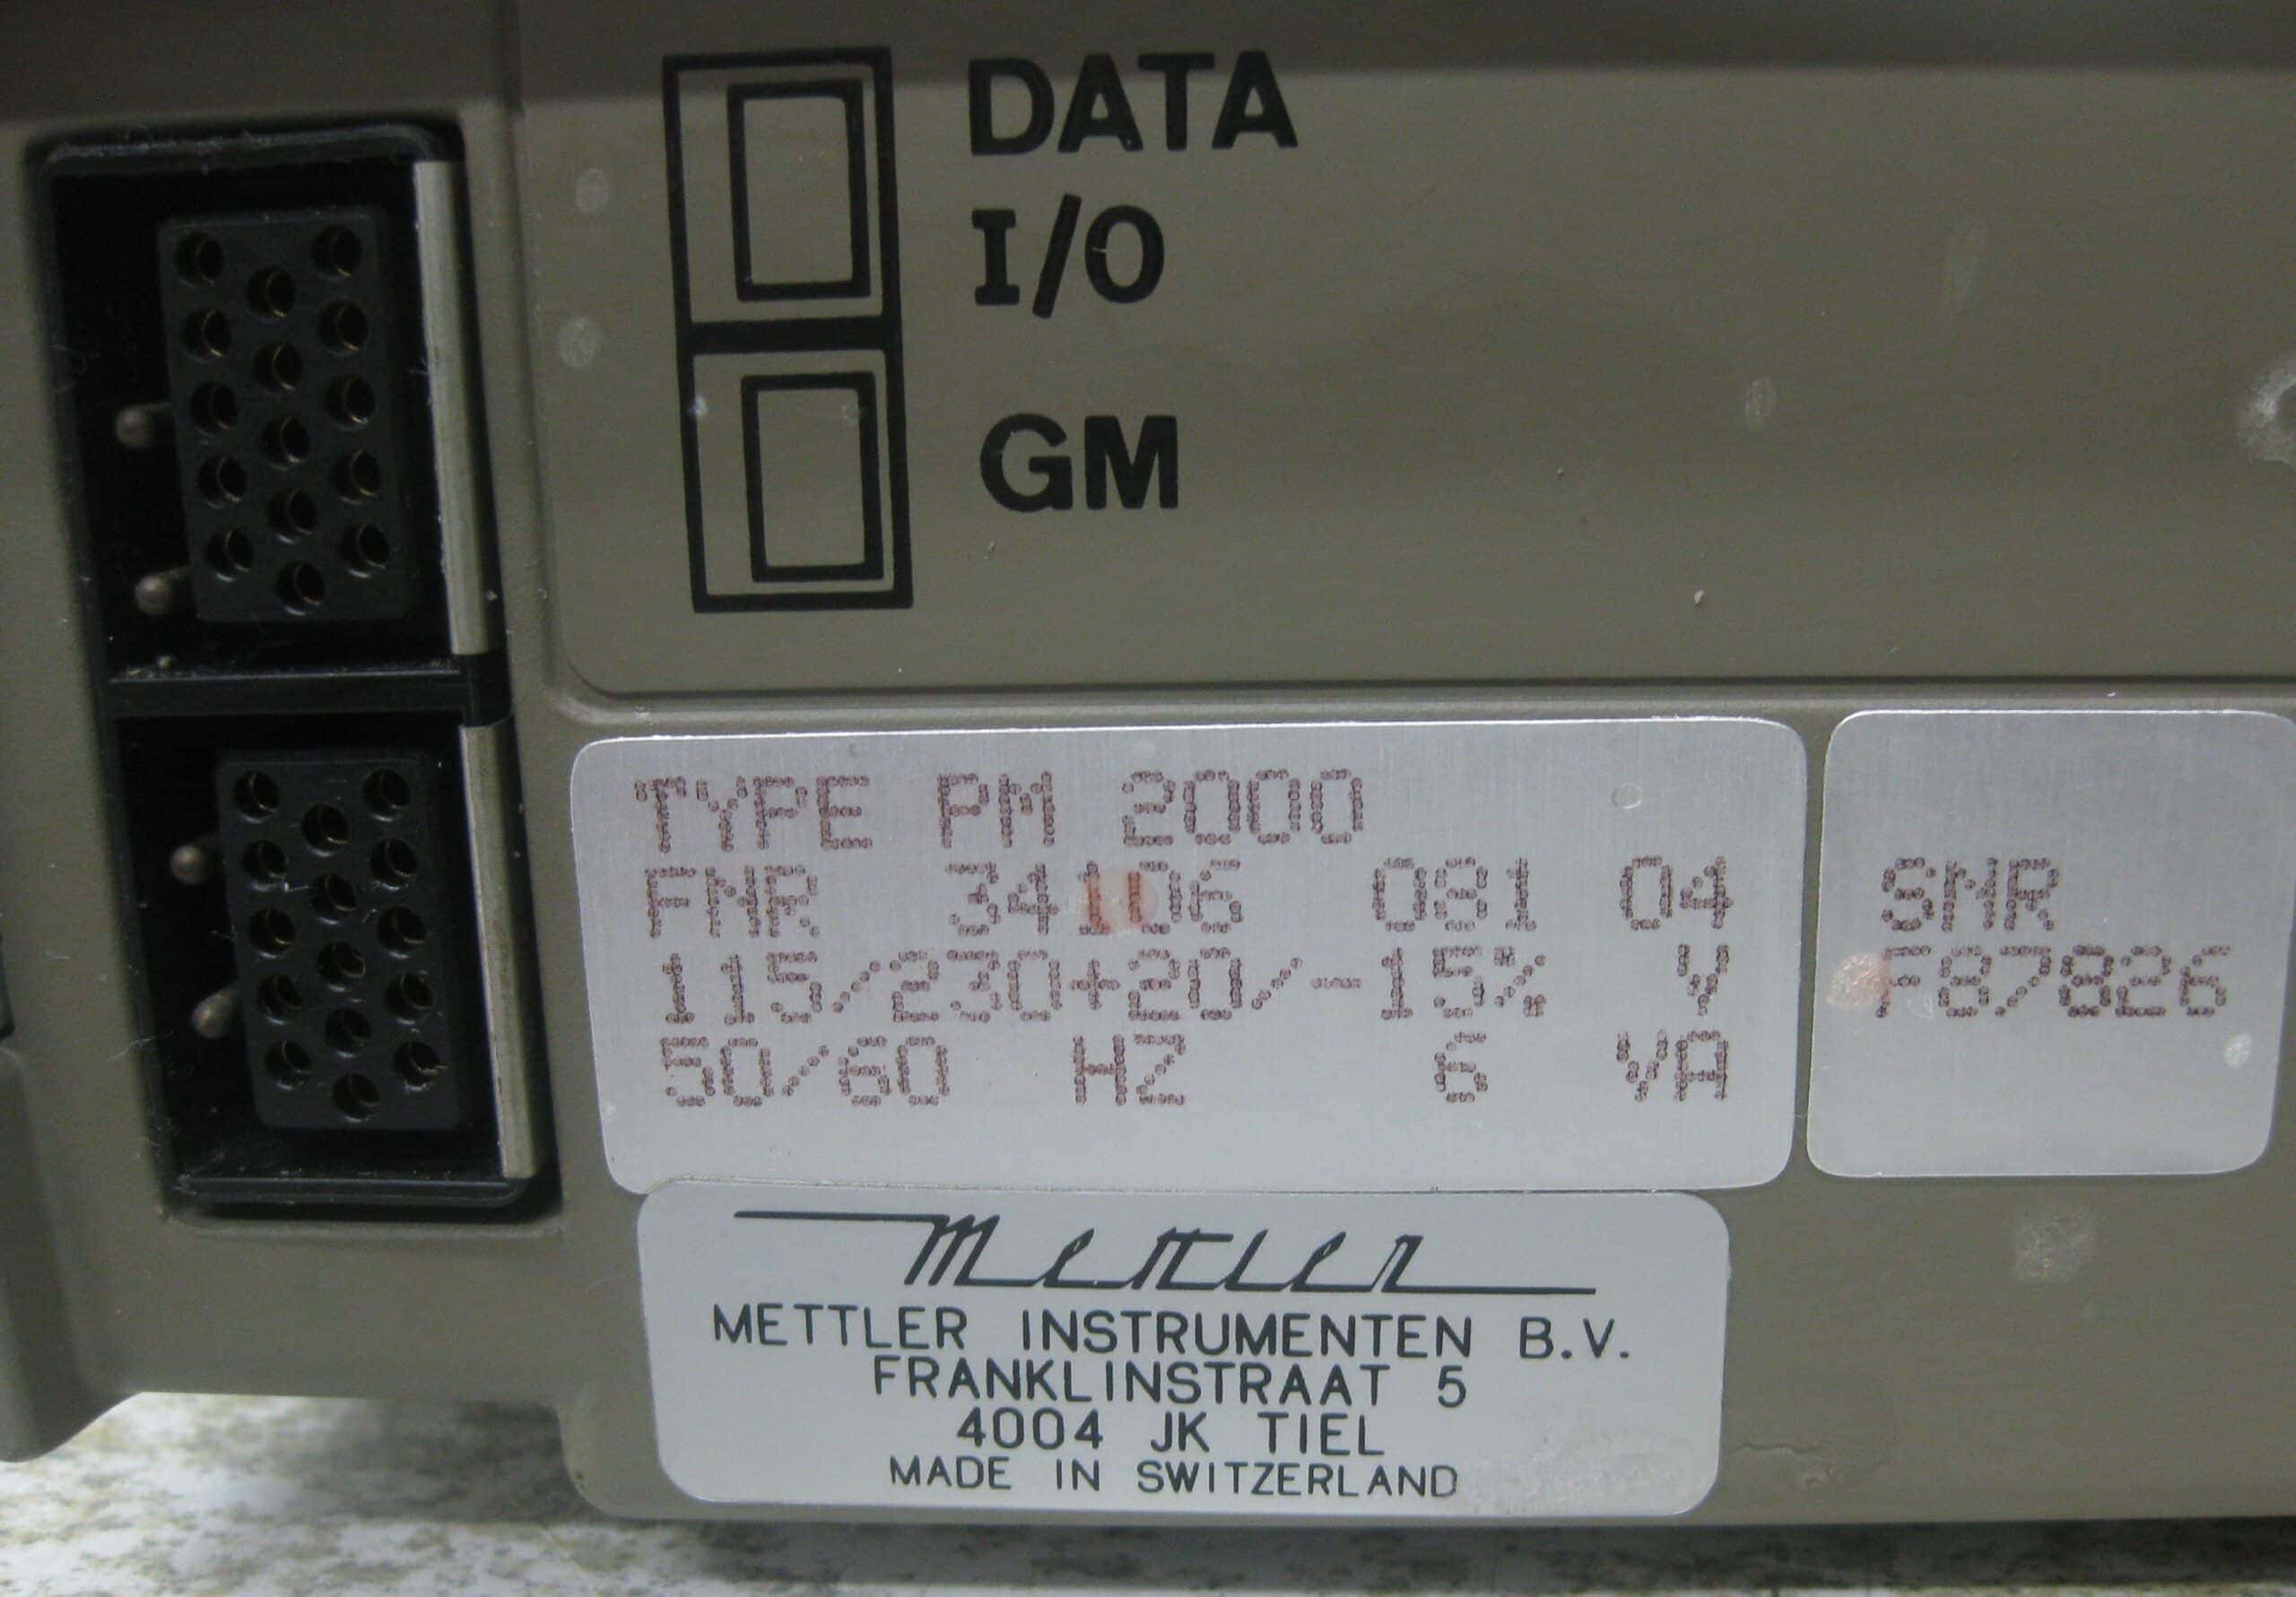 DATA
I/O
GM
TYPE PM 2000
FNR 34156 081 04
115/230+20/-15% V
50/60 HZ 6 VA
SNR
F87826
Mettler
METTLER INSTRUMENTEN B.V.
FRANKLINSTRAAT 5
4004 JK TIEL
MADE IN SWITZERLAND